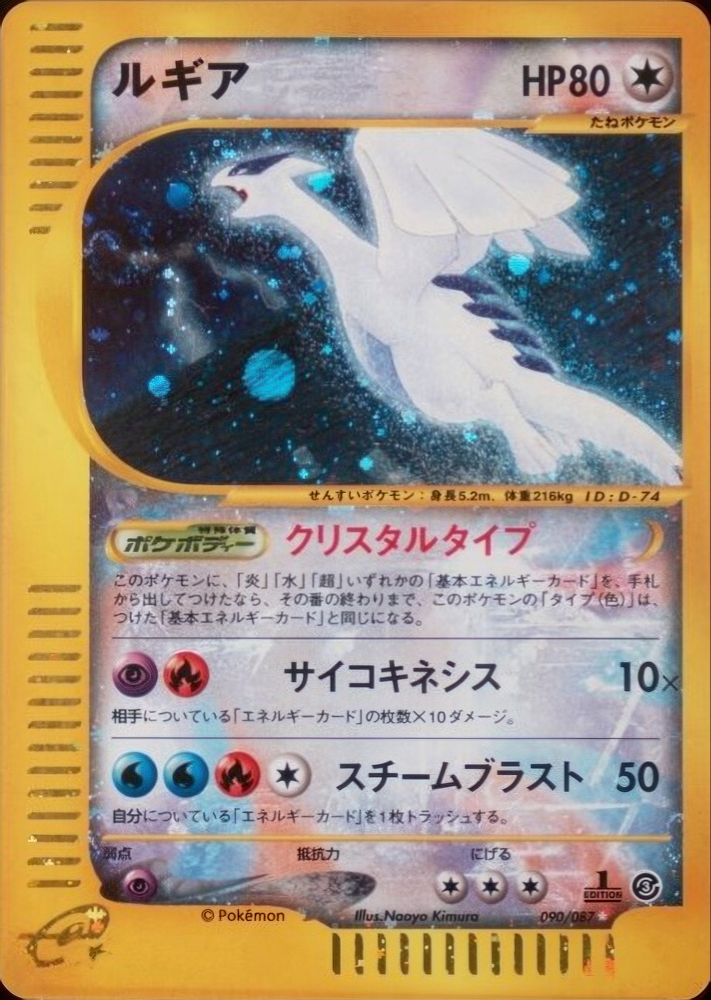 ルギア
HP80
たねポケモン
せんすいポケモン：身長5.2m、体重216kg ID:D-74
特殊体質
ポケボディー
クリスタルタイプ
このポケモンに、「炎」「水」「超」いずれかの「基本エネルギーカード」を、手札
から出してつけたなら、その番の終わりまで、このポケモンの「タイプ（色）」は、
つけた「基本エネルギーカード」と同じになる。
サイコキネシス 10×
相手についている「エネルギーカード」の枚数×10ダメージ。
スチームブラスト 50
自分についている「エネルギーカード」を1枚トラッシュする。
弱点 抵抗力 にげる
1 EDITION
© Pokémon Illus.Naoyo Kimura 090/087